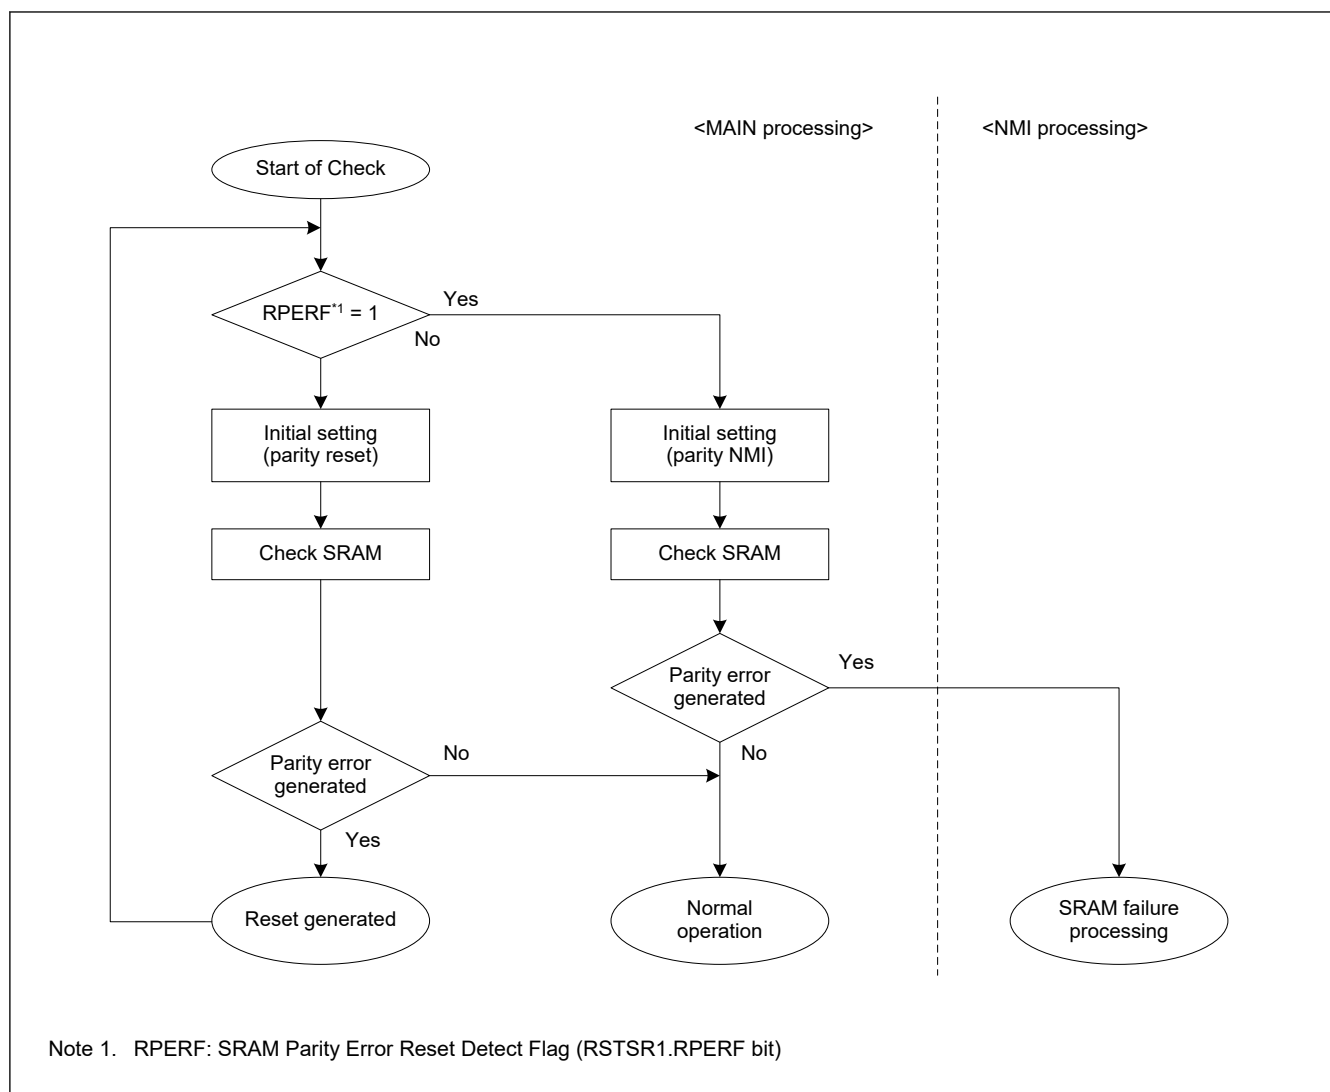 <MAIN processing>
<NMI processing>
Start of Check
RPERF*1 = 1
Yes
No
Initial setting
(parity reset)
Initial setting
(parity NMI)
Check SRAM
Check SRAM
Parity error
generated
Yes
No
Parity error
generated
No
Yes
Reset generated
Normal
operation
SRAM failure
processing
Note 1. RPERF: SRAM Parity Error Reset Detect Flag (RSTSR1.RPERF bit)